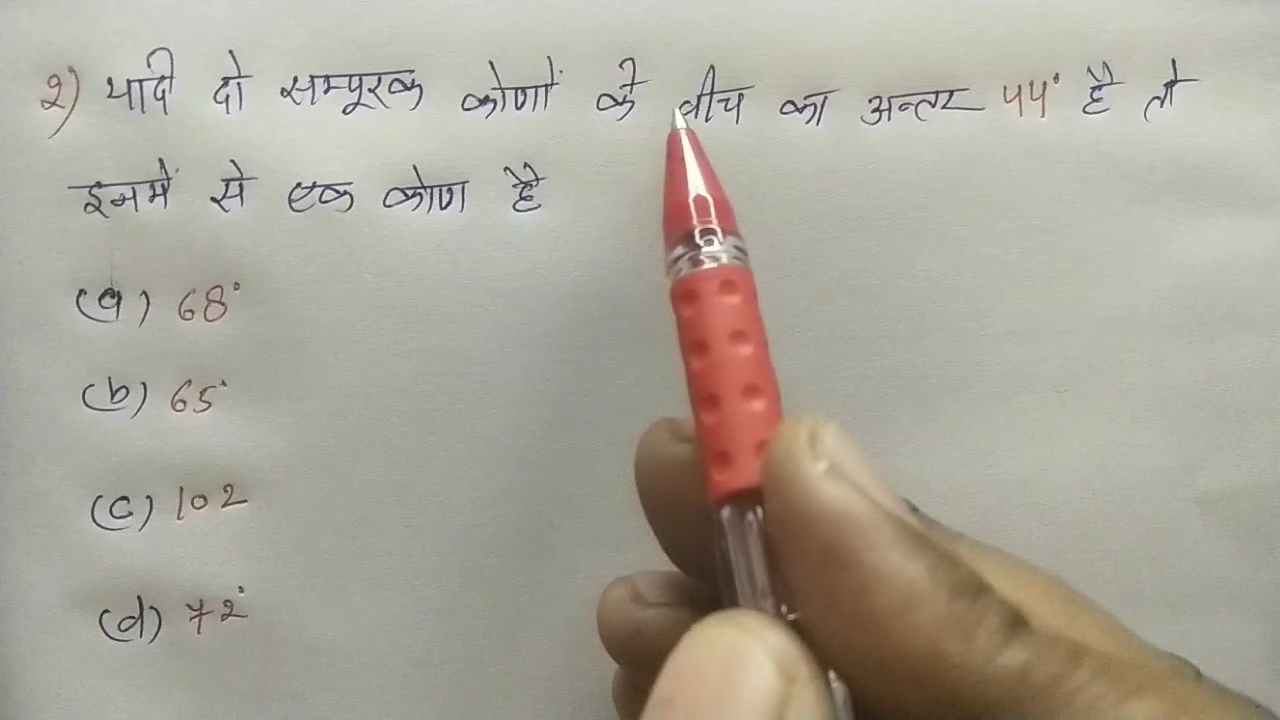 2) यदि दो सम्पूरक कोणों के बीच का अन्तर 44° है तो
इनमें से एक कोण है
(a) 68°
(b) 65°
(c) 102
(d) 72°